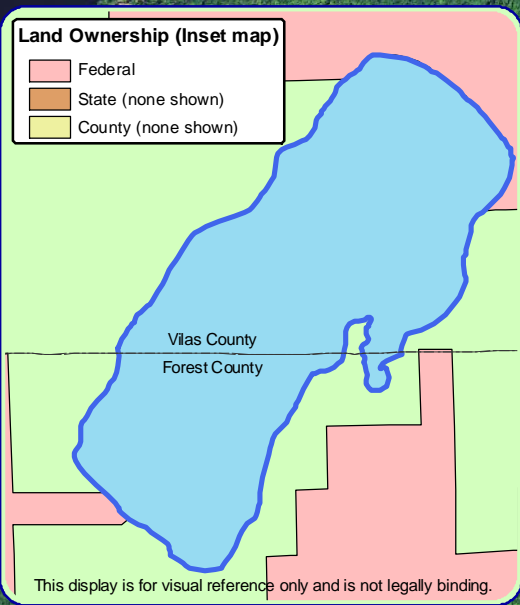 Land Ownership (Inset map)
Federal
State (none shown)
County (none shown)
Vilas County
Forest County
This display is for visual reference only and is not legally binding.